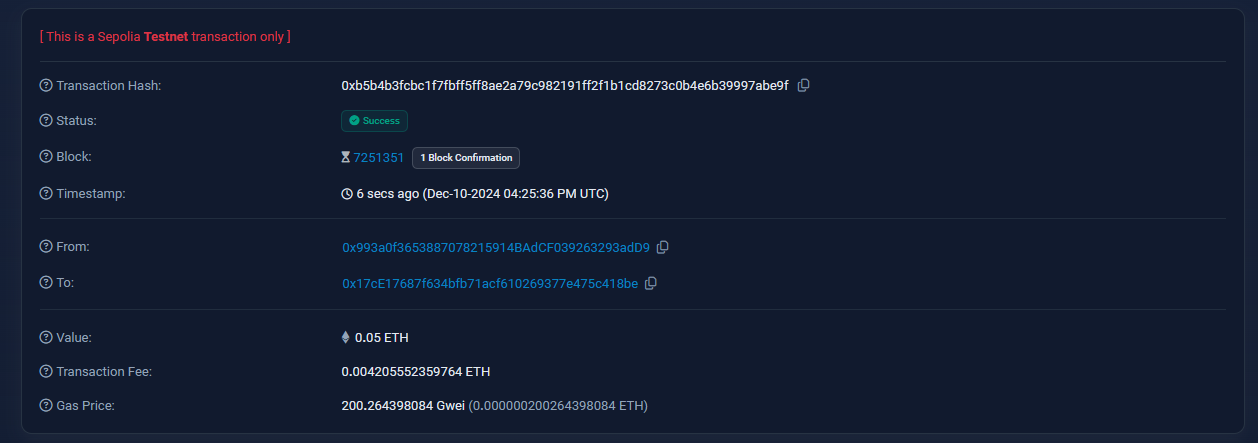 [ This is a Sepolia Testnet transaction only ]
Transaction Hash: 0xb5b4b3fcbc1f7fbff5ff8ae2a79c982191ff2f1b1cd8273c0b4e6b39997abe9f
Status: Success
Block: 7251351 1 Block Confirmation
Timestamp: 6 secs ago (Dec-10-2024 04:25:36 PM UTC)
From: 0x993a0f3653887078215914BAdCF039263293adD9
To: 0x17cE17687f634bfb71acf610269377e475c418be
Value: 0.05 ETH
Transaction Fee: 0.004205552359764 ETH
Gas Price: 200.264398084 Gwei (0.000000200264398084 ETH)